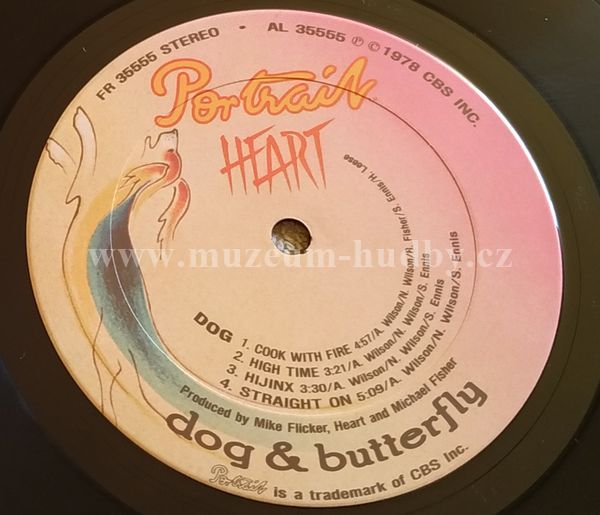 FR 35555 STEREO • AL 35555 Ⓟ © 1978 CBS INC.
Portrait
HEART
www.muzeum-hudby.cz
DOG
1. COOK WITH FIRE 4:57/A. Wilson/N. Wilson/R. Fisher/S. Ennis/H. Leese
2. HIGH TIME 3:21/A. Wilson/N. Wilson/S. Ennis
3. HIJINX 3:30/A. Wilson/N. Wilson/S. Ennis
4. STRAIGHT ON 5:09/A. Wilson/N. Wilson/S. Ennis
Produced by Mike Flicker, Heart and Michael Fisher
dog & butterfly
Portrait is a trademark of CBS Inc.